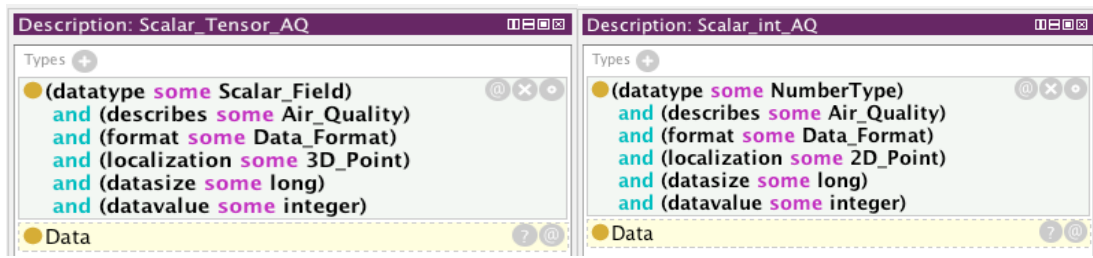 Description: Scalar_Tensor_AQ
Types
(datatype some Scalar_Field)
and (describes some Air_Quality)
and (format some Data_Format)
and (localization some 3D_Point)
and (datasize some long)
and (datavalue some integer)
Data
Description: Scalar_int_AQ
Types
(datatype some NumberType)
and (describes some Air_Quality)
and (format some Data_Format)
and (localization some 2D_Point)
and (datasize some long)
and (datavalue some integer)
Data